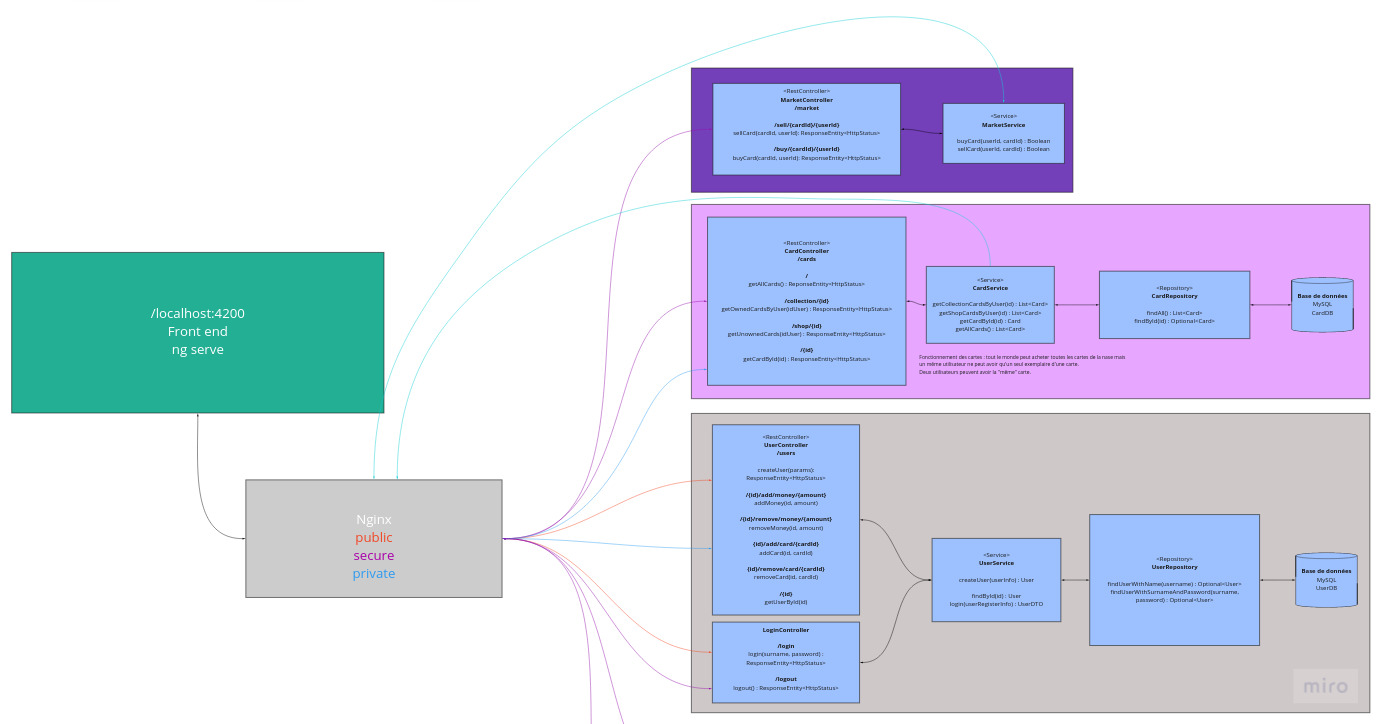 <RestController>
MarketController
/market
/sell/{cardId}/{userId}
sellCard(cardId, userId): ResponseEntity<HttpStatus>
/buy/{cardId}/{userId}
buyCard(cardId, userId): ResponseEntity<HttpStatus>
<Service>
MarketService
buyCard(userId, cardId) : Boolean
sellCard(userId, cardId) : Boolean
/localhost:4200
Front end
ng serve
Nginx
public
secure
private
<RestController>
CardController
/cards
/
getAllCards() : ReponseEntity<HttpStatus>
/collection/{id}
getOwnedCardsByUser(idUser) : ResponseEntity<HttpStatus>
/shop/{id}
getUnownedCards(idUser) : ResponseEntity<HttpStatus>
/{id}
getCardById(id) : ResponseEntity<HttpStatus>
<Service>
CardService
getCollectionCardsByUser(id) : List<Card>
getShopCardsByUser(id) : List<Card>
getCardById(id) : Card
getAllCards() : List<Card>
<Repository>
CardRepository
findAll() : List<Card>
findById(id) : Optional<Card>
Base de données
MySQL
CardDB
Fonctionnement des cartes : tout le monde peut acheter toutes les cartes de la base mais
un même utilisateur ne peut avoir qu'un seul exemplaire d'une carte.
Deux utilisateurs peuvent avoir la "même" carte.
<RestController>
UserController
/users
createUser(params):
ResponseEntity<HttpStatus>
/{id}/add/money/{amount}
addMoney(id, amount)
/{id}/remove/money/{amount}
removeMoney(id, amount)
{id}/add/card/{cardId}
addCard(id, cardId)
{id}/remove/card/{cardId}
removeCard(id, cardId)
/{id}
getUserById(id)
LoginController
/login
login(surname, password) :
ResponseEntity<HttpStatus>
/logout
logout() : ResponseEntity<HttpStatus>
<Service>
UserService
createUser(userInfo) : User
findById(id) : User
login(userRegisterInfo) : UserDTO
<Repository>
UserRepository
findUserWithName(username) : Optional<User>
findUserWithSurnameAndPassword(surname,
password) : Optional<User>
Base de données
MySQL
UserDB
miro